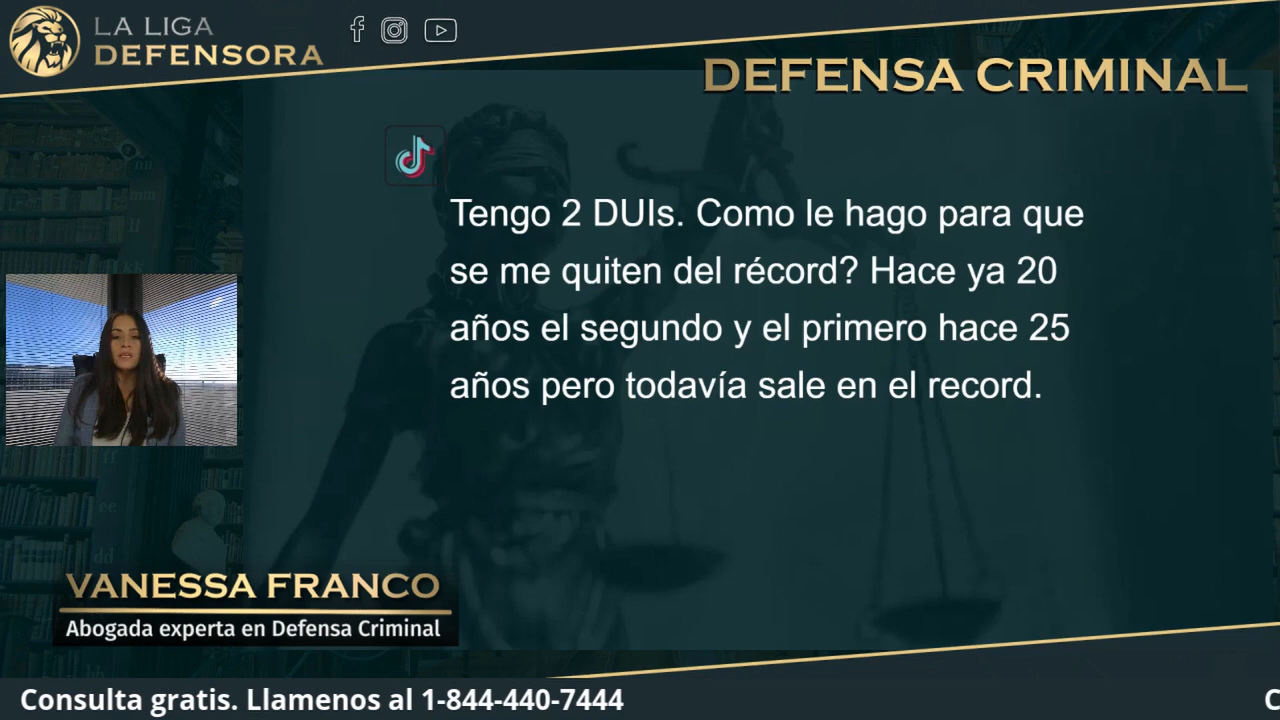 LA LIGA
DEFENSORA
DEFENSA CRIMINAL
Tengo 2 DUIs. Como le hago para que
se me quiten del récord? Hace ya 20
años el segundo y el primero hace 25
años pero todavía sale en el record.
VANESSA FRANCO
Abogada experta en Defensa Criminal
Consulta gratis. Llamenos al 1-844-440-7444
C